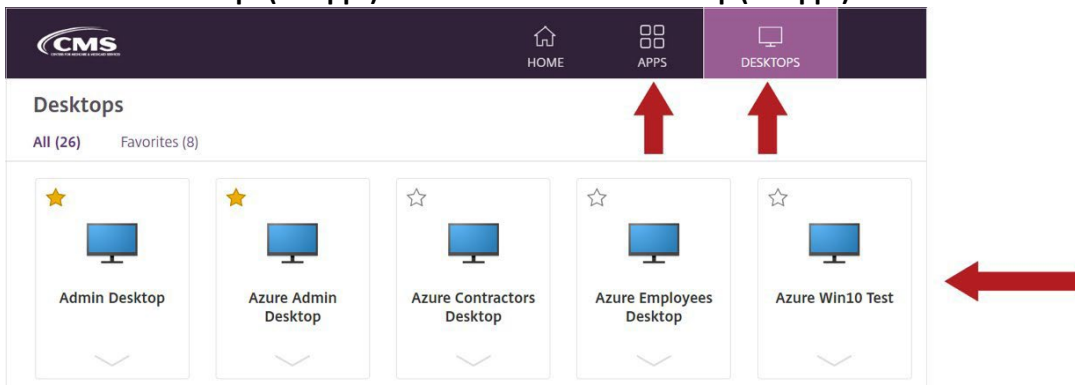 CMS
HOME
APPS
DESKTOPS
Desktops
All (26) Favorites (8)
Admin Desktop
Azure Admin
Desktop
Azure Contractors
Desktop
Azure Employees
Desktop
Azure Win10 Test